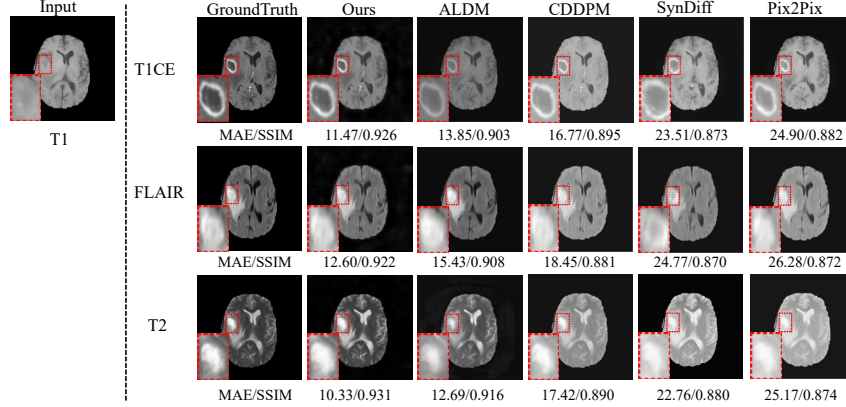 Input
GroundTruth Ours ALDM CDDPM SynDiff Pix2Pix
T1CE
T1
MAE/SSIM 11.47/0.926 13.85/0.903 16.77/0.895 23.51/0.873 24.90/0.882
FLAIR
MAE/SSIM 12.60/0.922 15.43/0.908 18.45/0.881 24.77/0.870 26.28/0.872
T2
MAE/SSIM 10.33/0.931 12.69/0.916 17.42/0.890 22.76/0.880 25.17/0.874